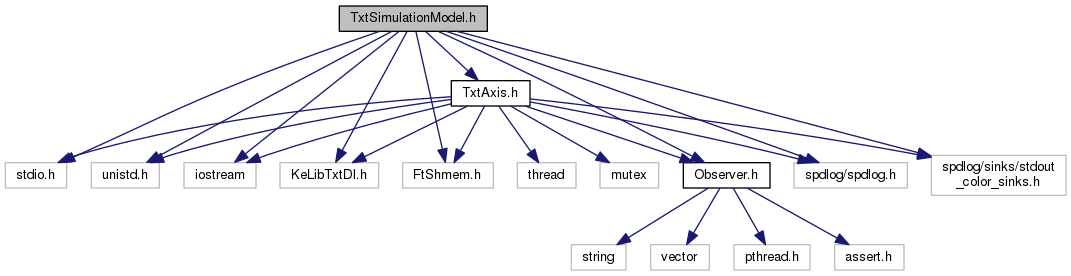 TxtSimulationModel.h
TxtAxis.h
stdio.h
unistd.h
iostream
KeLibTxtDl.h
FtShmem.h
thread
mutex
Observer.h
spdlog/spdlog.h
spdlog/sinks/stdout
_color_sinks.h
string
vector
pthread.h
assert.h